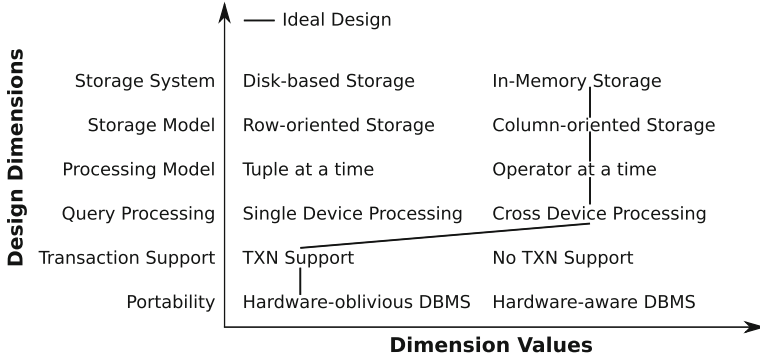 Ideal Design
Design Dimensions
Storage System Disk-based Storage In-Memory Storage
Storage Model Row-oriented Storage Column-oriented Storage
Processing Model Tuple at a time Operator at a time
Query Processing Single Device Processing Cross Device Processing
Transaction Support TXN Support No TXN Support
Portability Hardware-oblivious DBMS Hardware-aware DBMS
Dimension Values